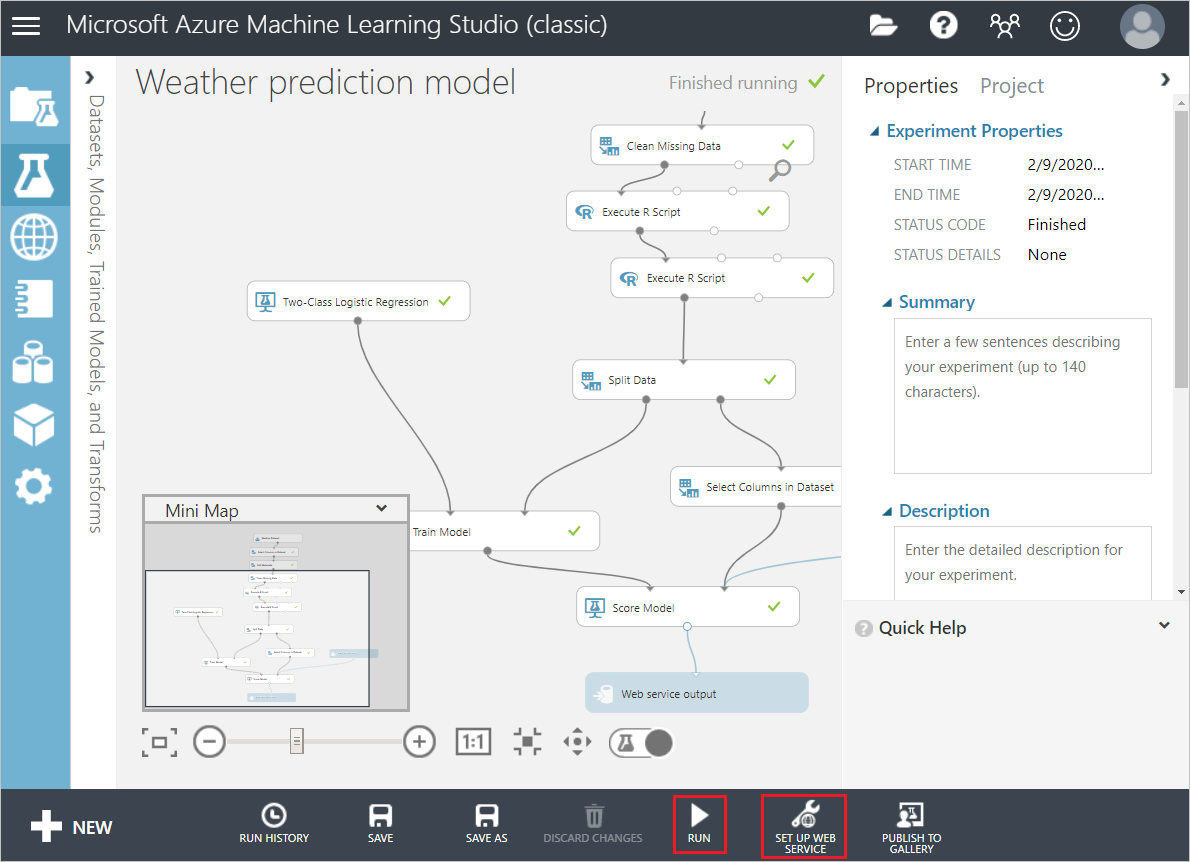 Microsoft Azure Machine Learning Studio (classic)
Datasets, Modules, Trained Models, and Transforms
Weather prediction model
Finished running
Clean Missing Data
Execute R Script
Execute R Script
Two-Class Logistic Regression
Split Data
Select Columns in Dataset
Train Model
Score Model
Web service output
Mini Map
1:1
Properties
Project
Experiment Properties
START TIME 2/9/2020...
END TIME 2/9/2020...
STATUS CODE Finished
STATUS DETAILS None
Summary
Enter a few sentences describing
your experiment (up to 140
characters).
Description
Enter the detailed description for
your experiment.
Quick Help
NEW
RUN HISTORY
SAVE
SAVE AS
DISCARD CHANGES
RUN
SET UP WEB
SERVICE
PUBLISH TO
GALLERY